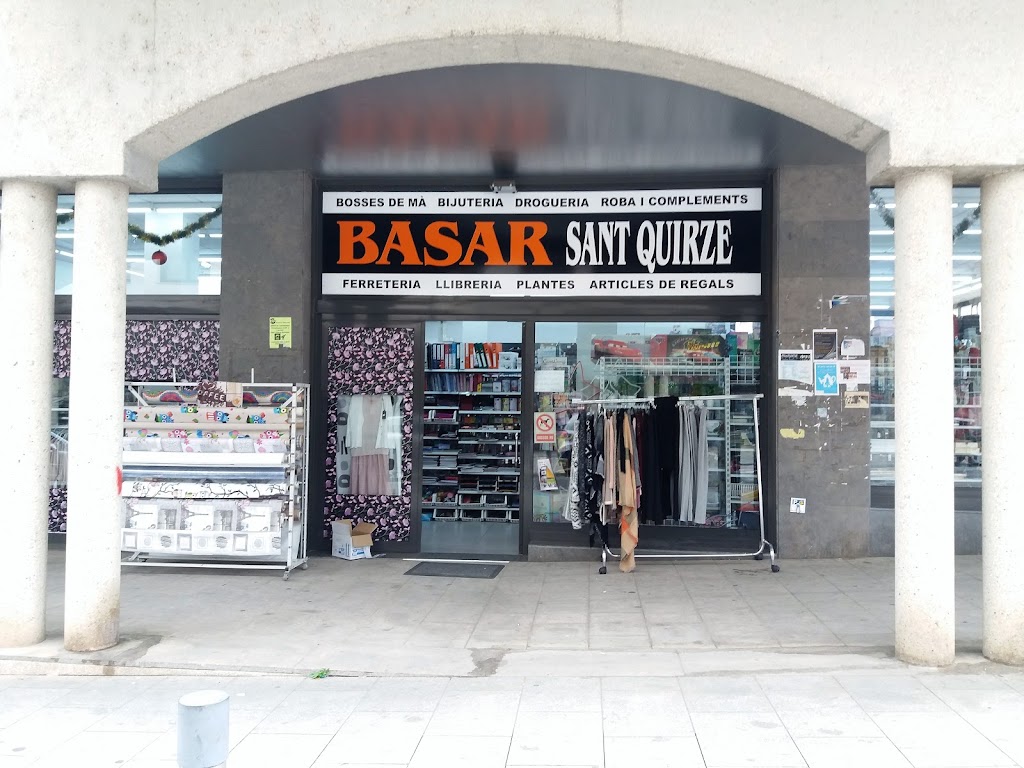 BOSSES DE MÀ BIJUTERIA DROGUERIA ROBA I COMPLEMENTS
BASAR SANT QUIRZE
FERRETERIA LLIBRERIA PLANTES ARTICLES DE REGALS